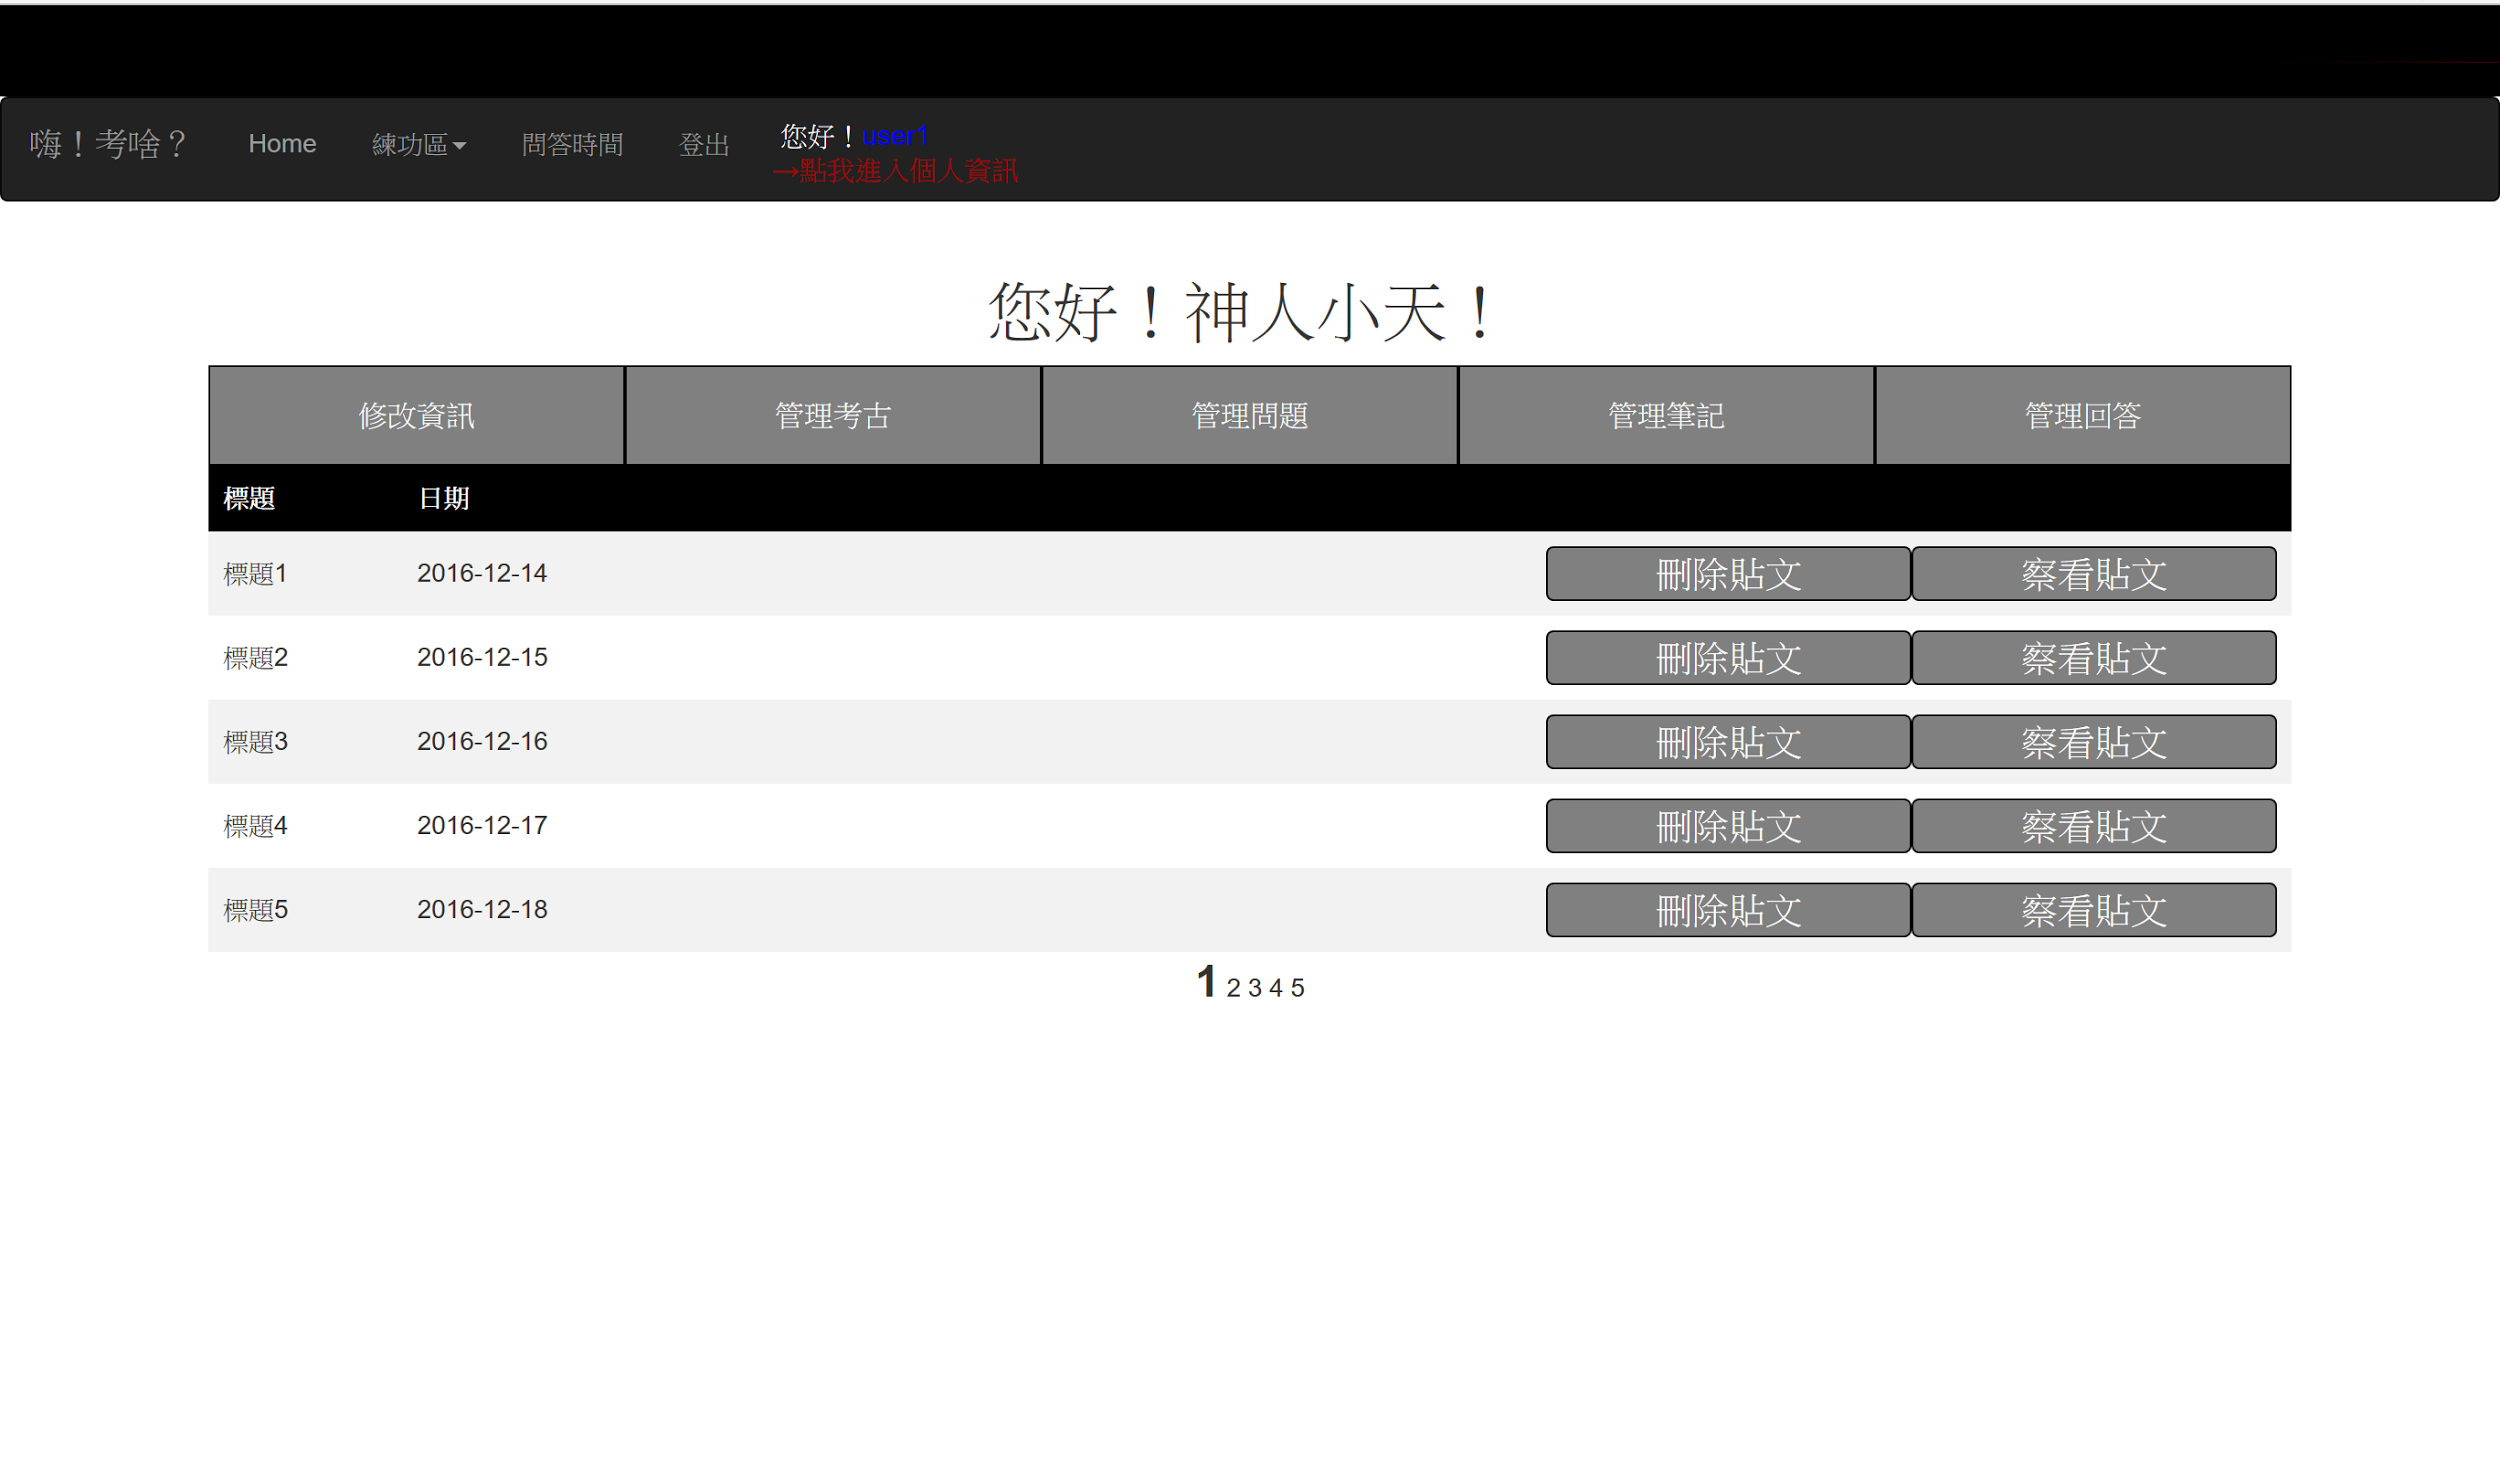 嗨！考啥？ Home 練功區 問答時間 登出 您好！user1
→點我進入個人資訊
您好！神人小天！
修改資訊 管理考古 管理問題 管理筆記 管理回答
標題 日期
標題1 2016-12-14 刪除貼文 察看貼文
標題2 2016-12-15 刪除貼文 察看貼文
標題3 2016-12-16 刪除貼文 察看貼文
標題4 2016-12-17 刪除貼文 察看貼文
標題5 2016-12-18 刪除貼文 察看貼文
1 2 3 4 5